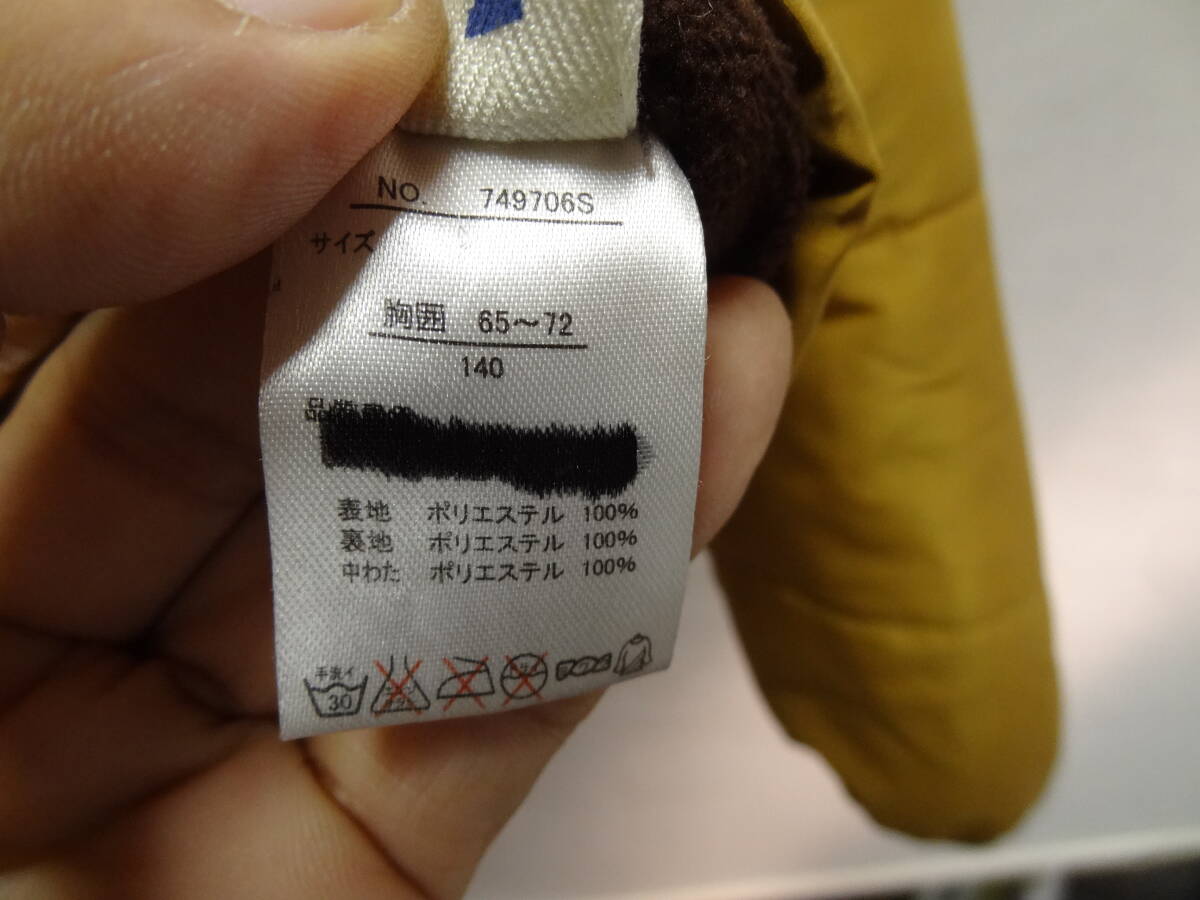 NO. 749706S
サイズ
胸囲 65～72
140
表地 ポリエステル 100%
裏地 ポリエステル 100%
中わた ポリエステル 100%
手洗イ
30